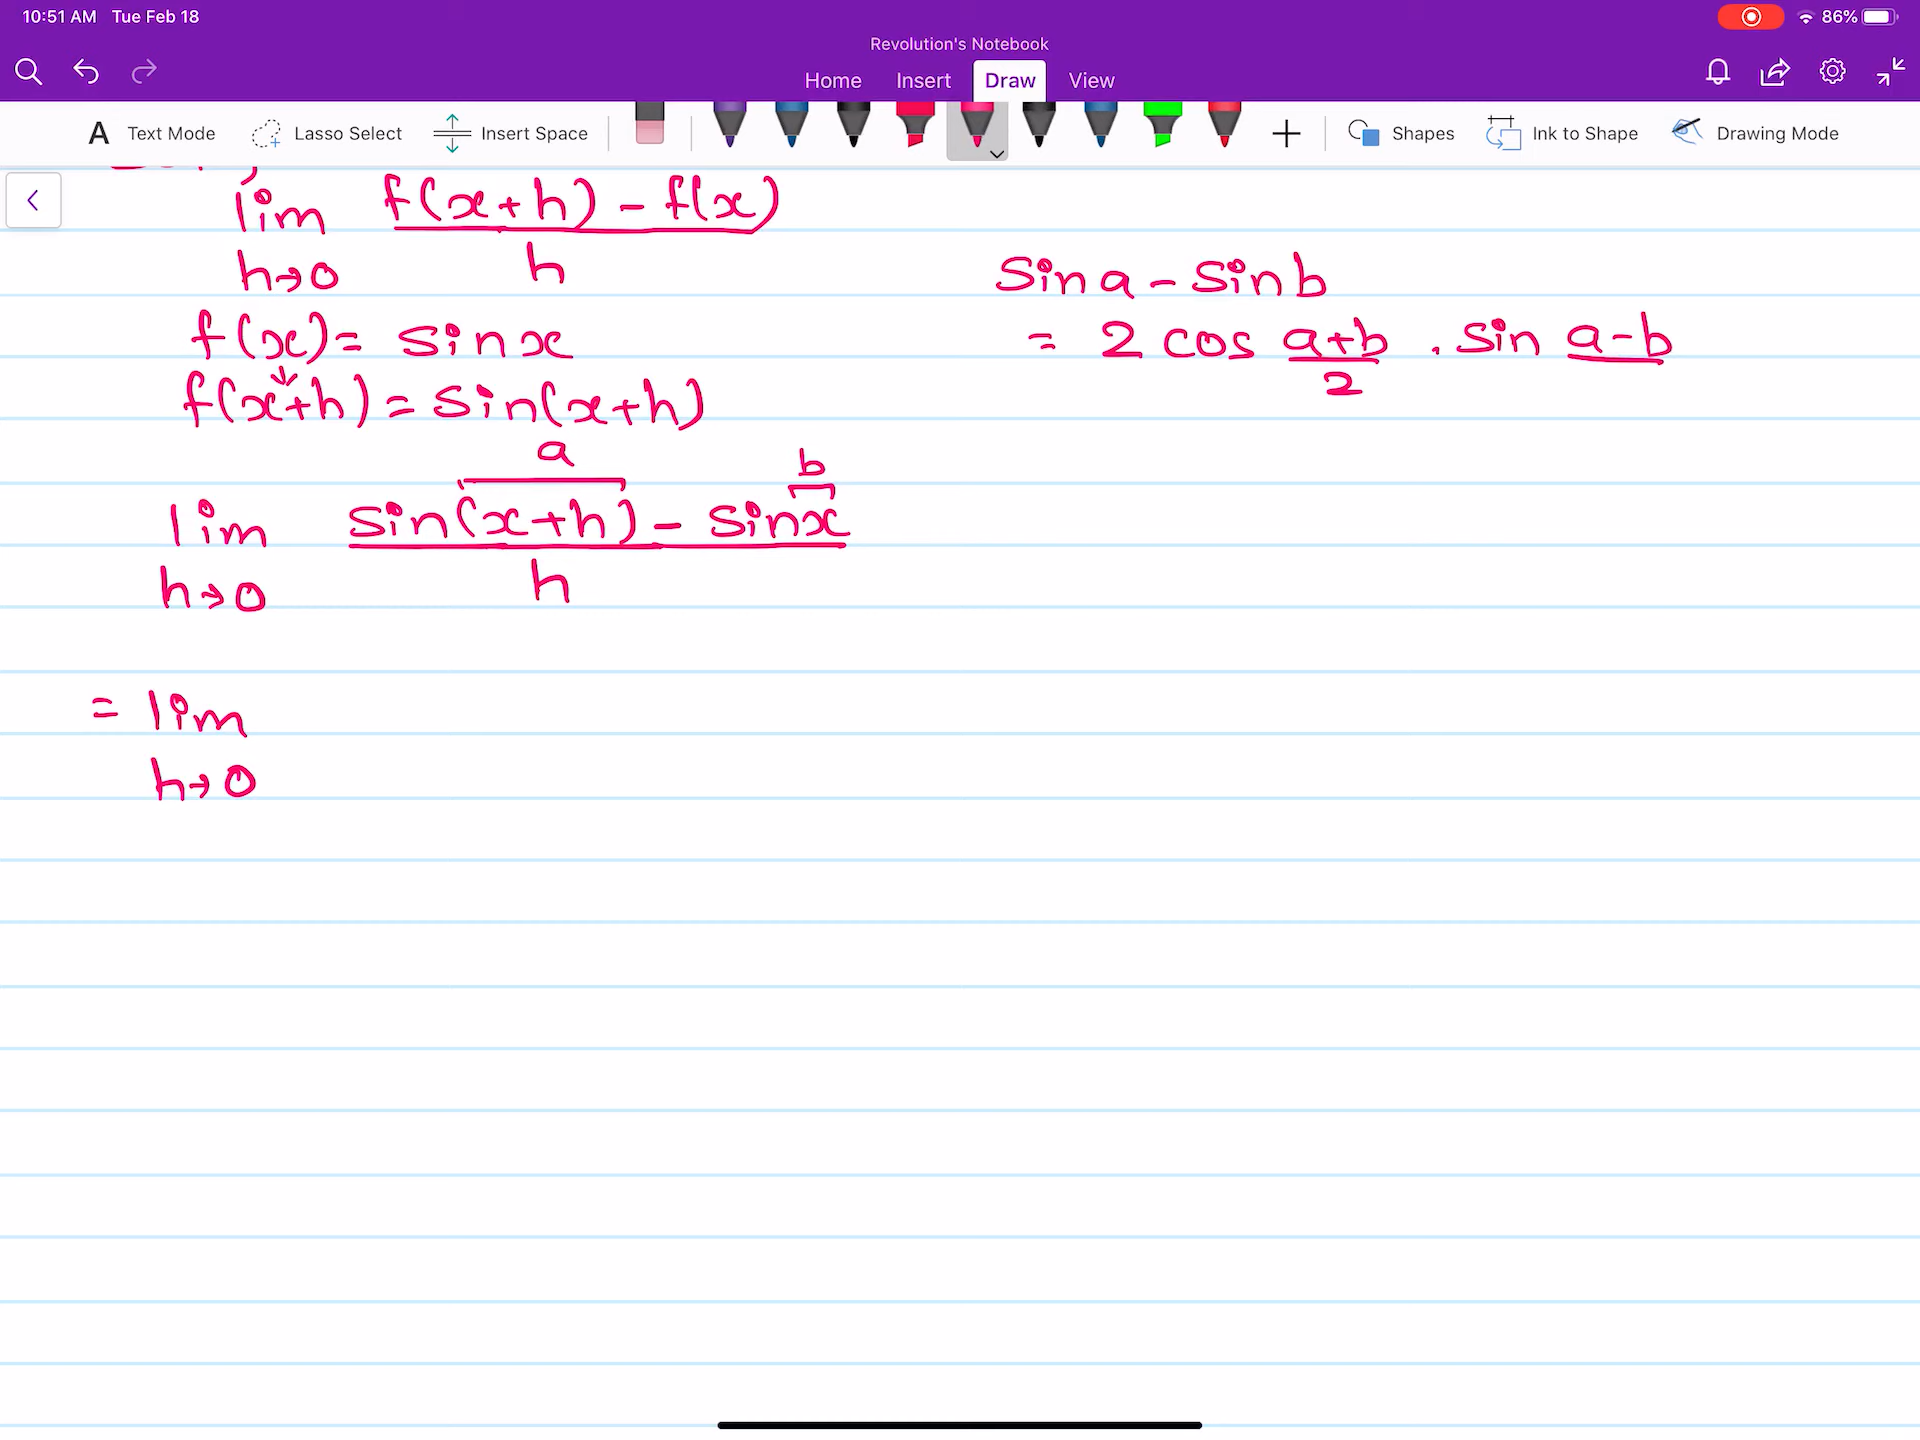 10:51 AM Tue Feb 18
86%
Revolution's Notebook
Home Insert Draw View
A Text Mode Lasso Select Insert Space Shapes Ink to Shape Drawing Mode
lim f(x+h) - f(x)
h→0 h
f(x) = sin x
f(x+h) = sin(x+h)
a b
lim sin(x+h) - sinx
h→0 h
= lim
h→0
sin a - sin b
= 2 cos a+b . sin a-b
2